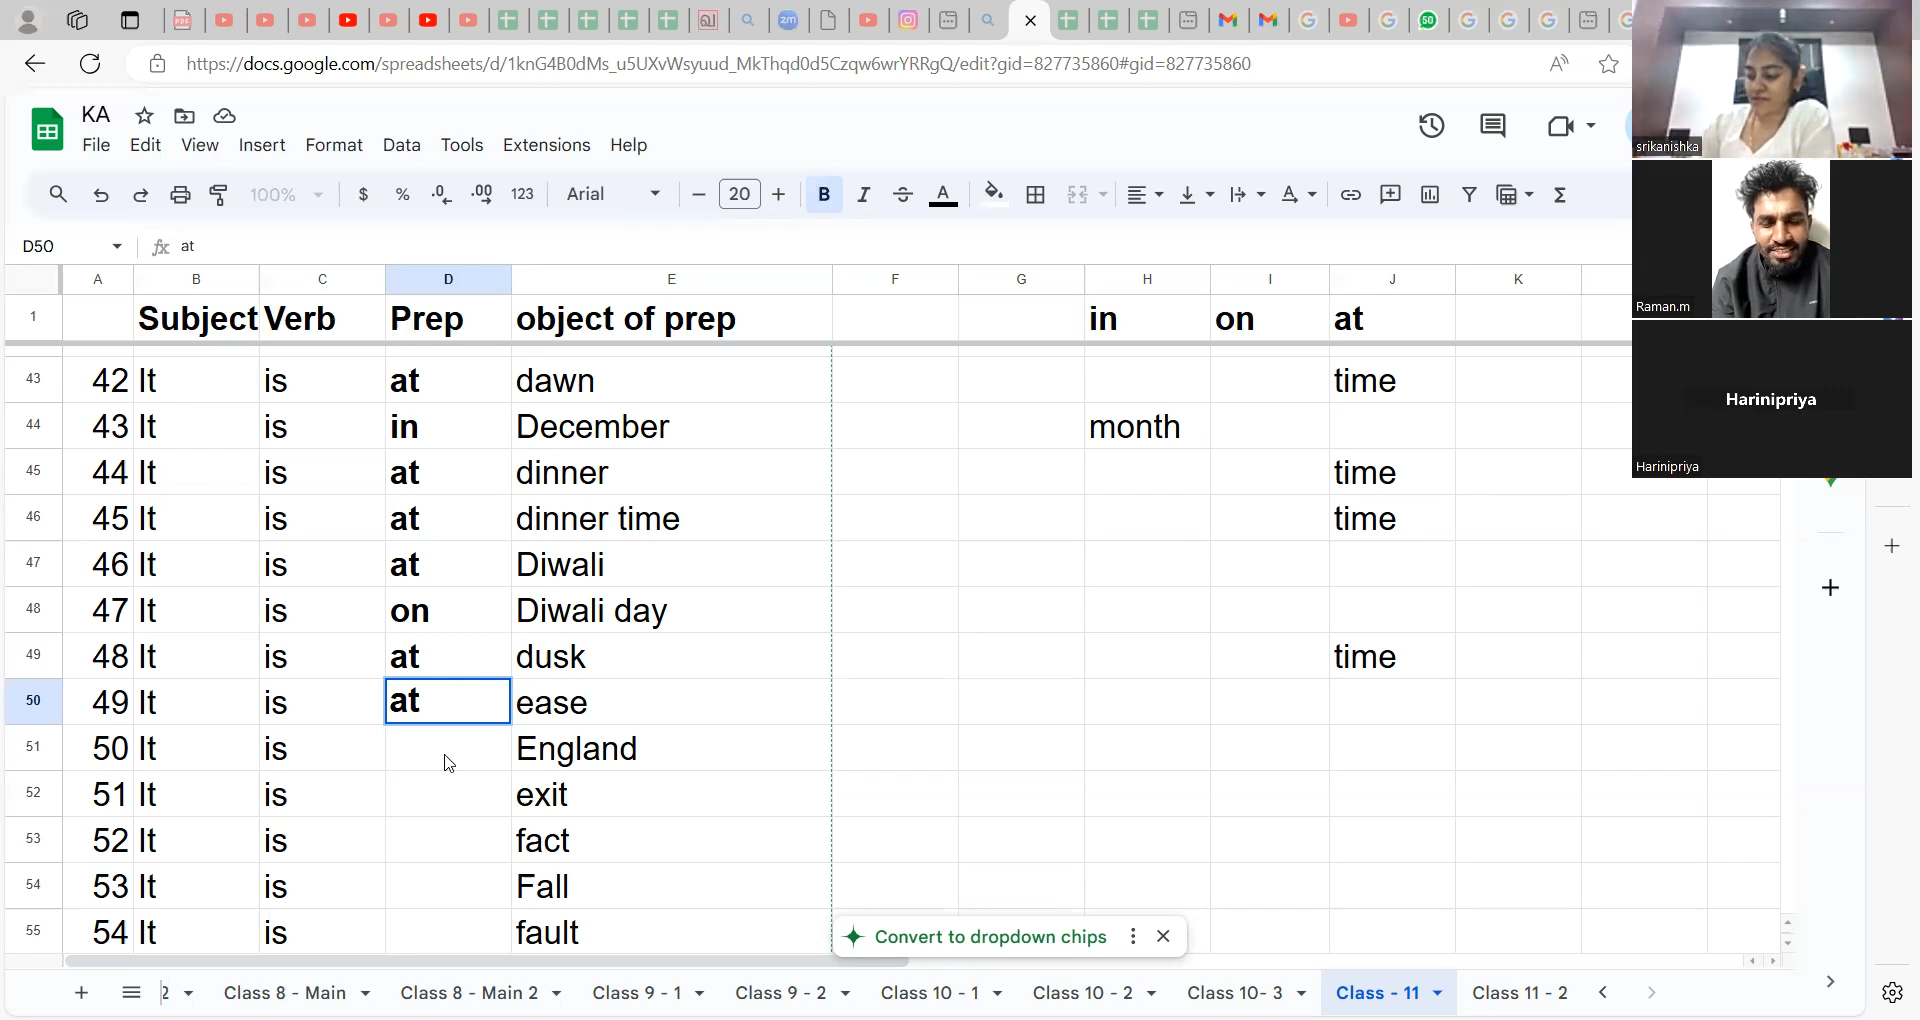 https://docs.google.com/spreadsheets/d/1knG4B0dMs_u5UXvWsyuud_MkThqd0d5Czqw6wrYRRgQ/edit?gid=827735860#gid=827735860
KA
File Edit View Insert Format Data Tools Extensions Help
100% $ % .0 .00 123 Arial 20 B I A
D50 fx at
A B C D E F G H I J K
1 Subject Verb Prep object of prep in on at
43 42 It is at dawn time
44 43 It is in December month
45 44 It is at dinner time
46 45 It is at dinner time time
47 46 It is at Diwali
48 47 It is on Diwali day
49 48 It is at dusk time
50 49 It is at ease
51 50 It is England
52 51 It is exit
53 52 It is fact
54 53 It is Fall
55 54 It is fault
Convert to dropdown chips
2 Class 8 - Main Class 8 - Main 2 Class 9 - 1 Class 9 - 2 Class 10 - 1 Class 10 - 2 Class 10- 3 Class - 11 Class 11 - 2
srikanishka
Raman.m
Harinipriya
Harinipriya